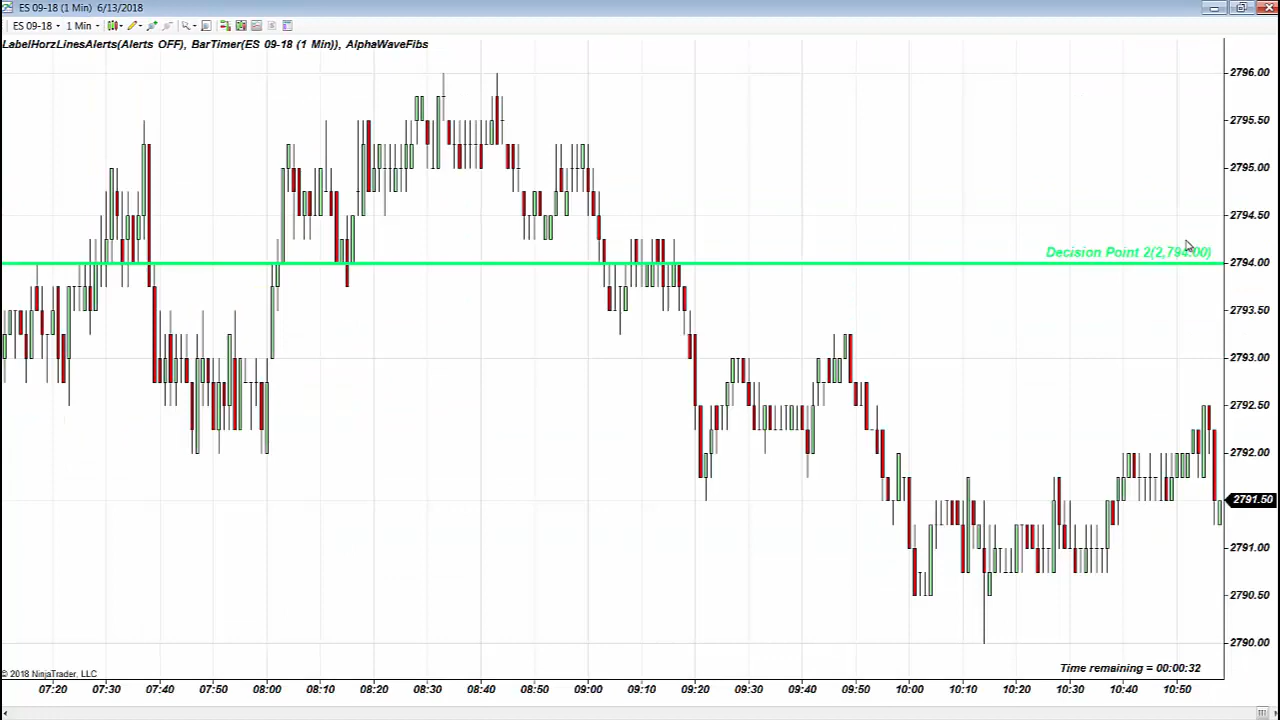 ES 09-18 (1 Min)  6/13/2018
ES 09-18 1 Min
LabelHorzLinesAlerts(Alerts OFF), BarTimer(ES 09-18 (1 Min)), AlphaWaveFibs
2796.00
2795.50
2795.00
2794.50
Decision Point 2(2,794.00)
2794.00
2793.50
2793.00
2792.50
2792.00
2791.50
2791.00
2790.50
2790.00
Time remaining = 00:00:32
© 2018 NinjaTrader, LLC
07:20 07:30 07:40 07:50 08:00 08:10 08:20 08:30 08:40 08:50 09:00 09:10 09:20 09:30 09:40 09:50 10:00 10:10 10:20 10:30 10:40 10:50